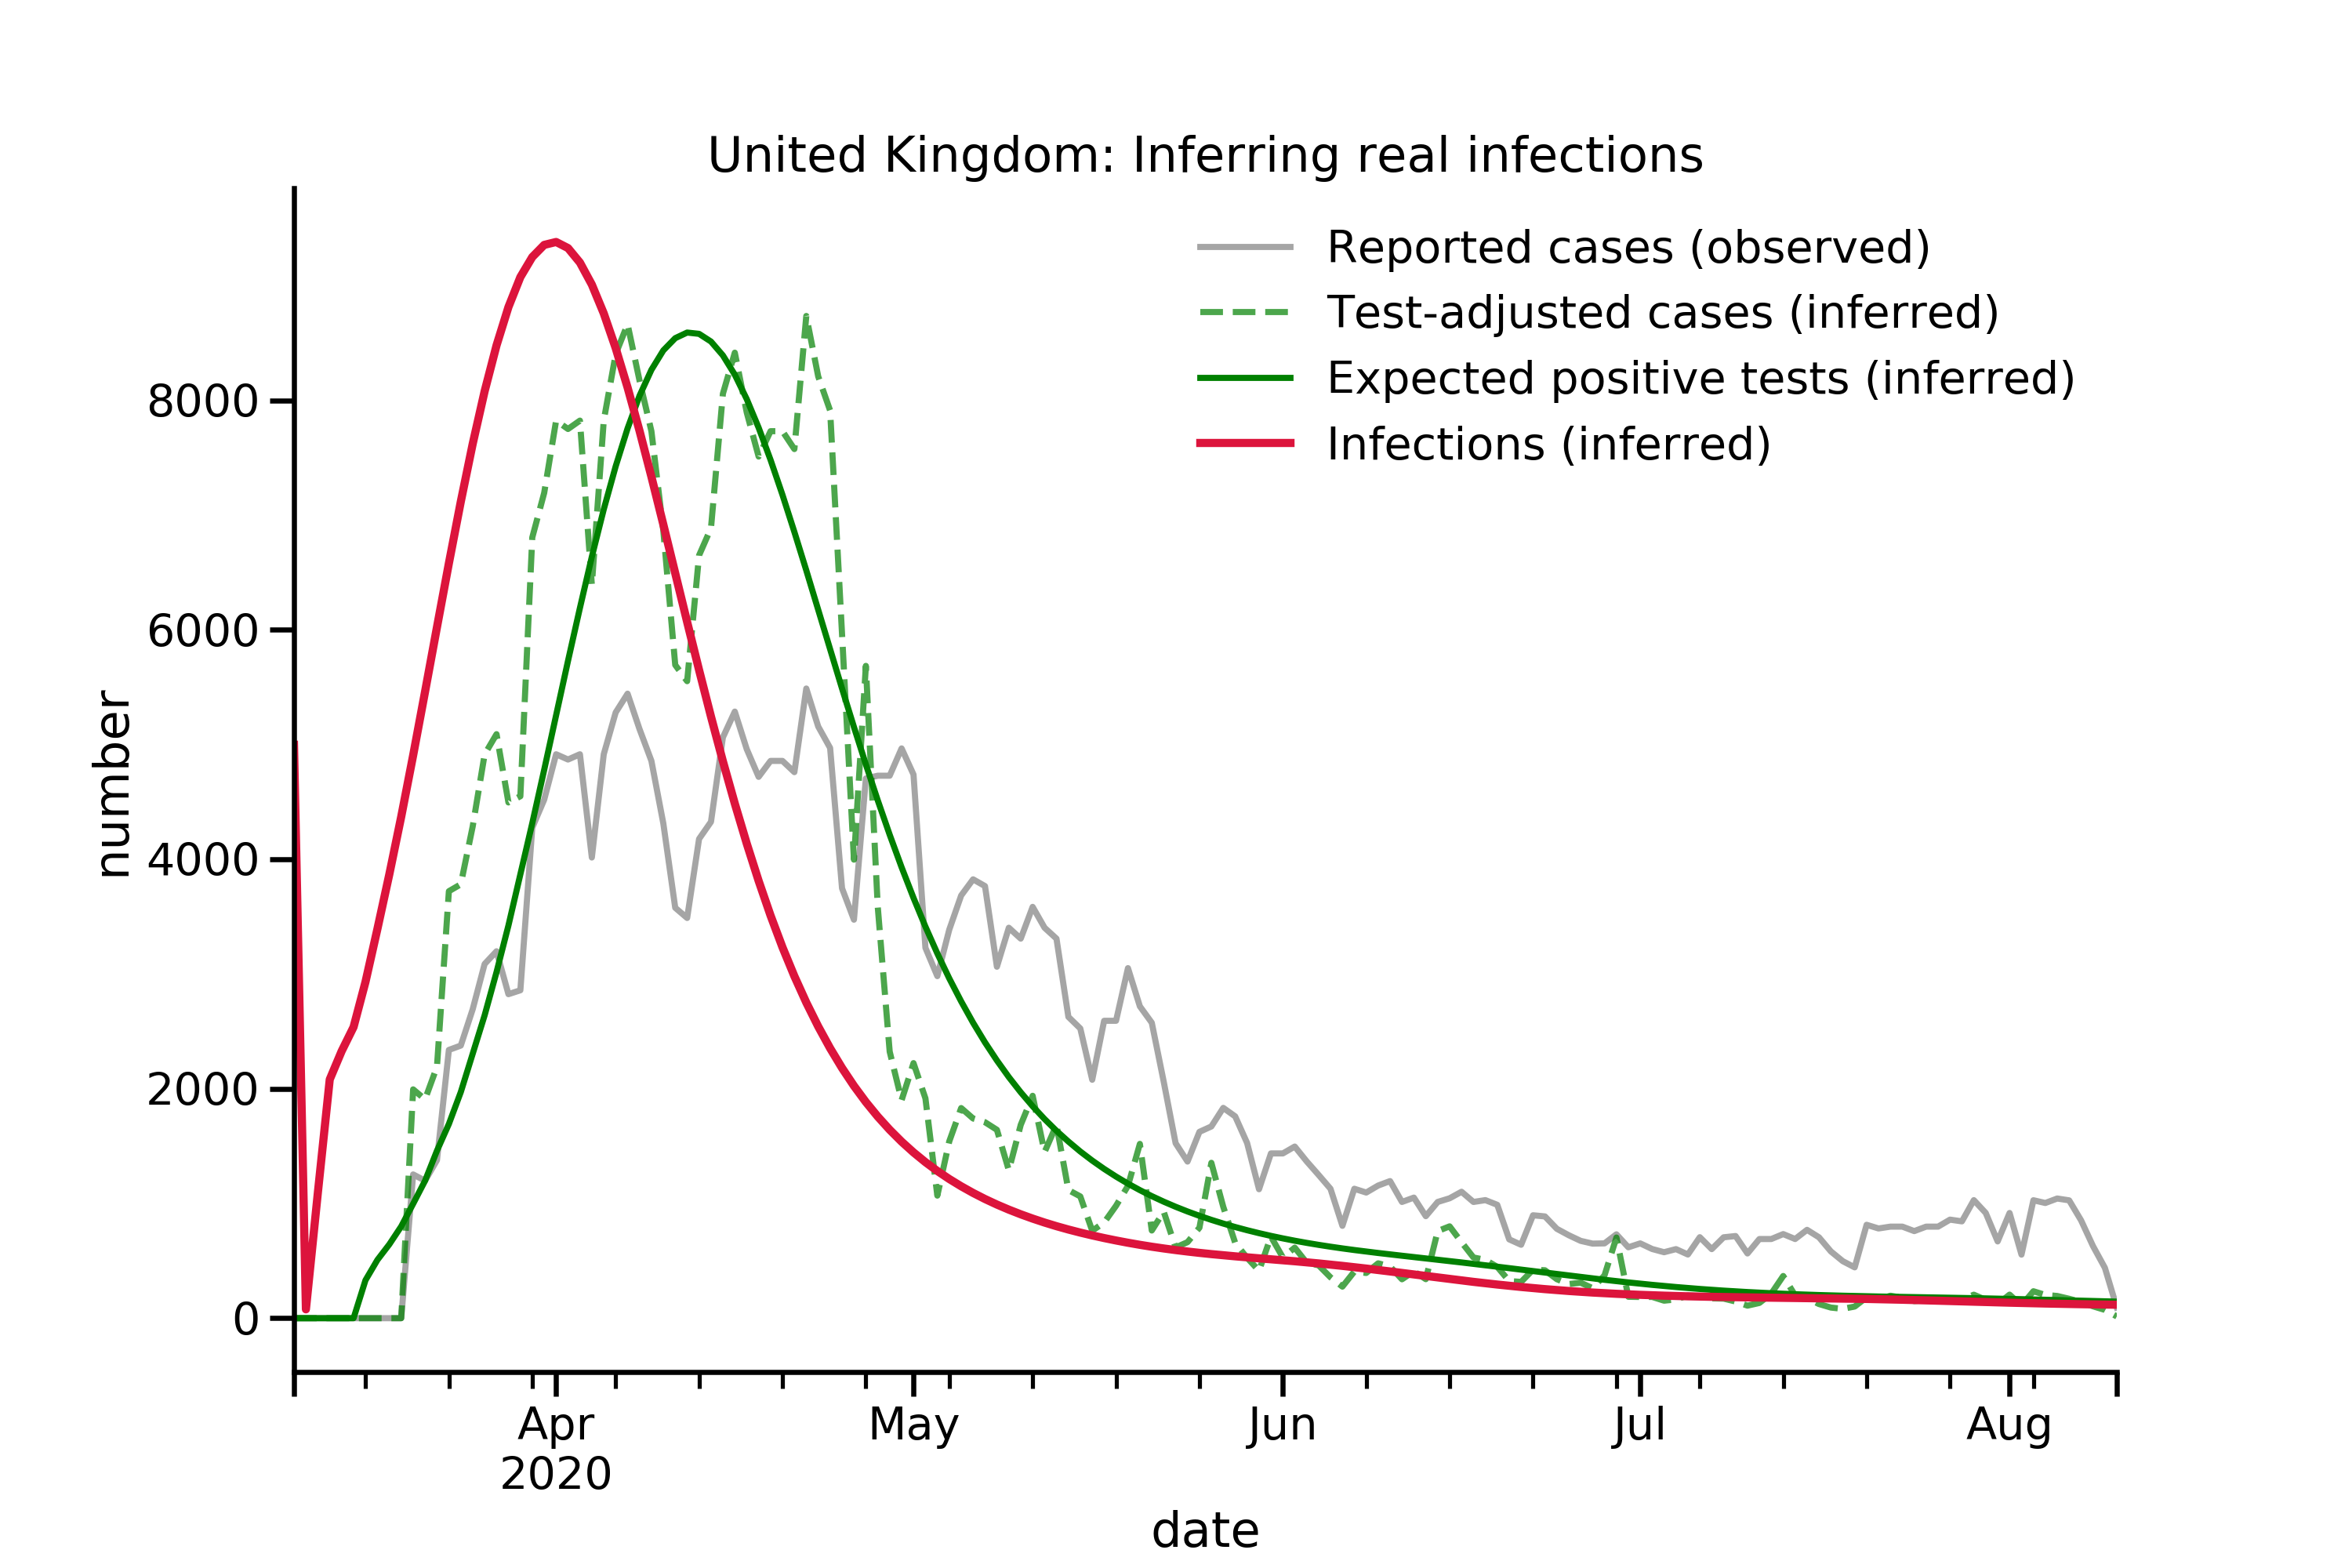 United Kingdom: Inferring real infections
Reported cases (observed)
Test-adjusted cases (inferred)
Expected positive tests (inferred)
Infections (inferred)
number
8000
6000
4000
2000
0
Apr
2020
May
Jun
Jul
Aug
date